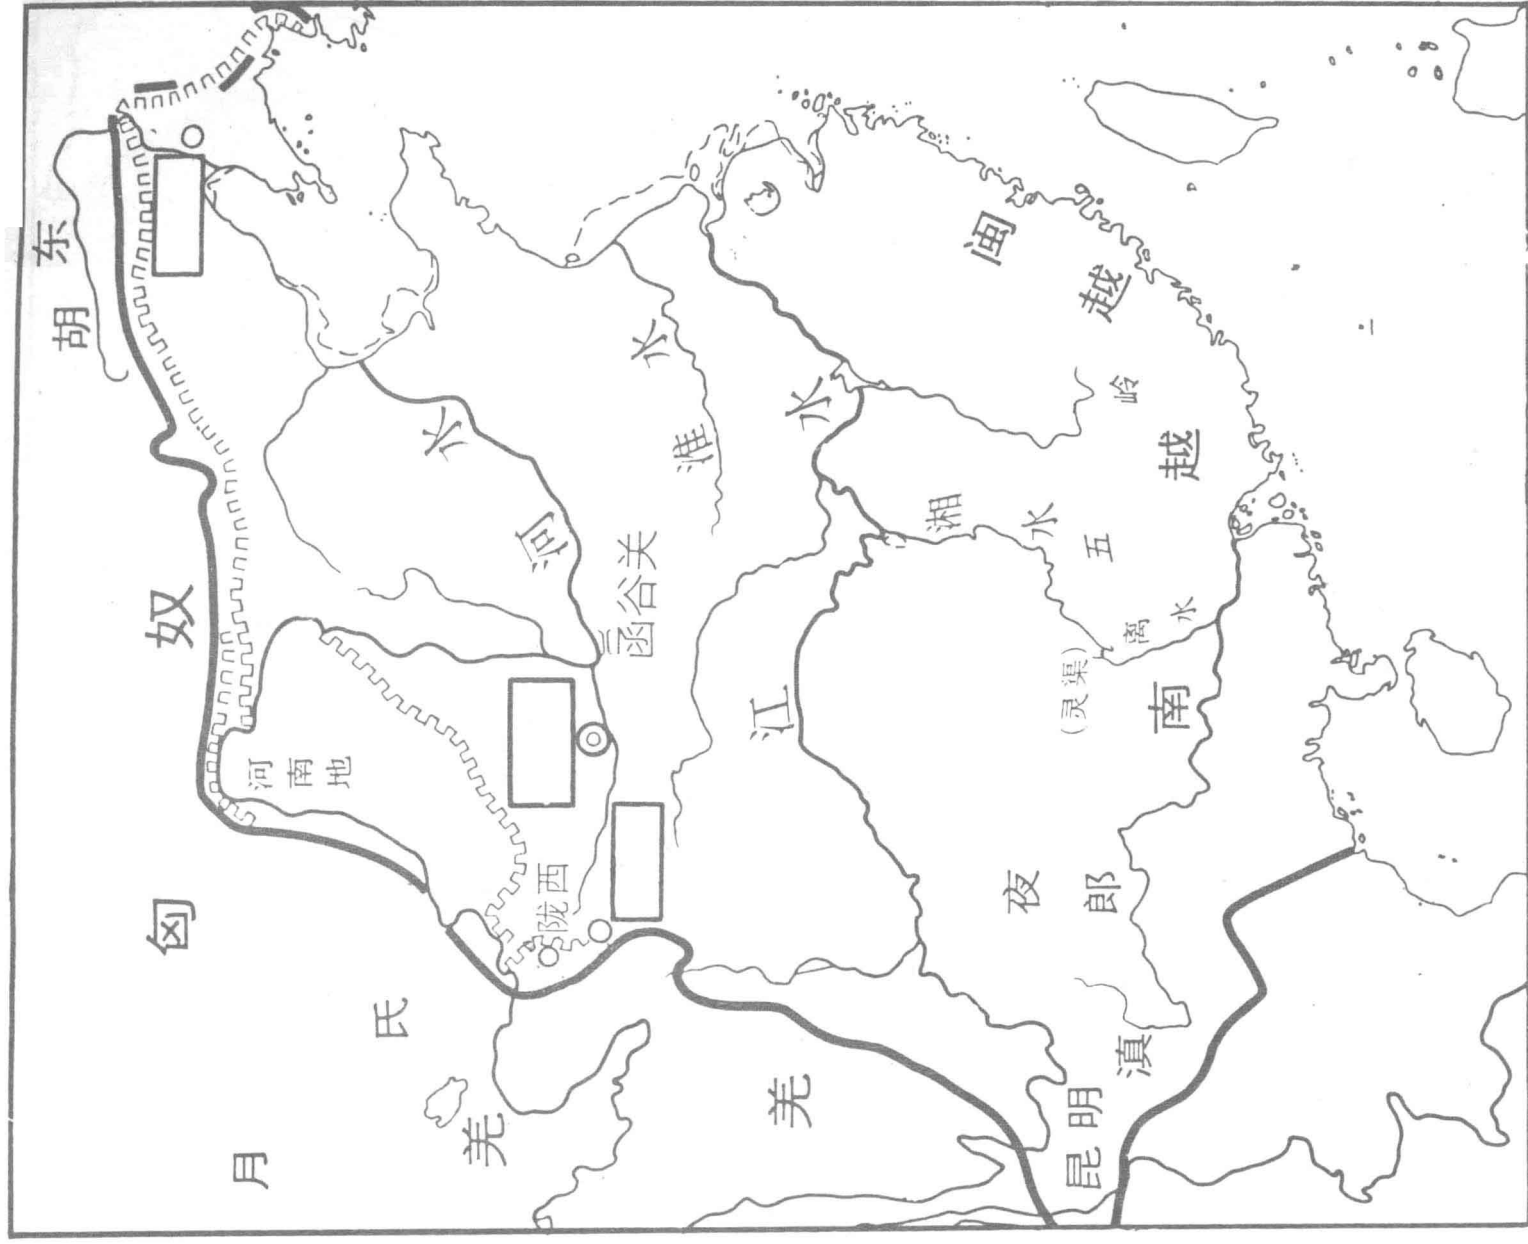 东胡
匈奴
月氏
羌
羌
河南地
陇西
函谷关
河水
淮水
江水
湘水
离水
(灵渠)
五岭
闽越
南越
夜郎
滇
昆明